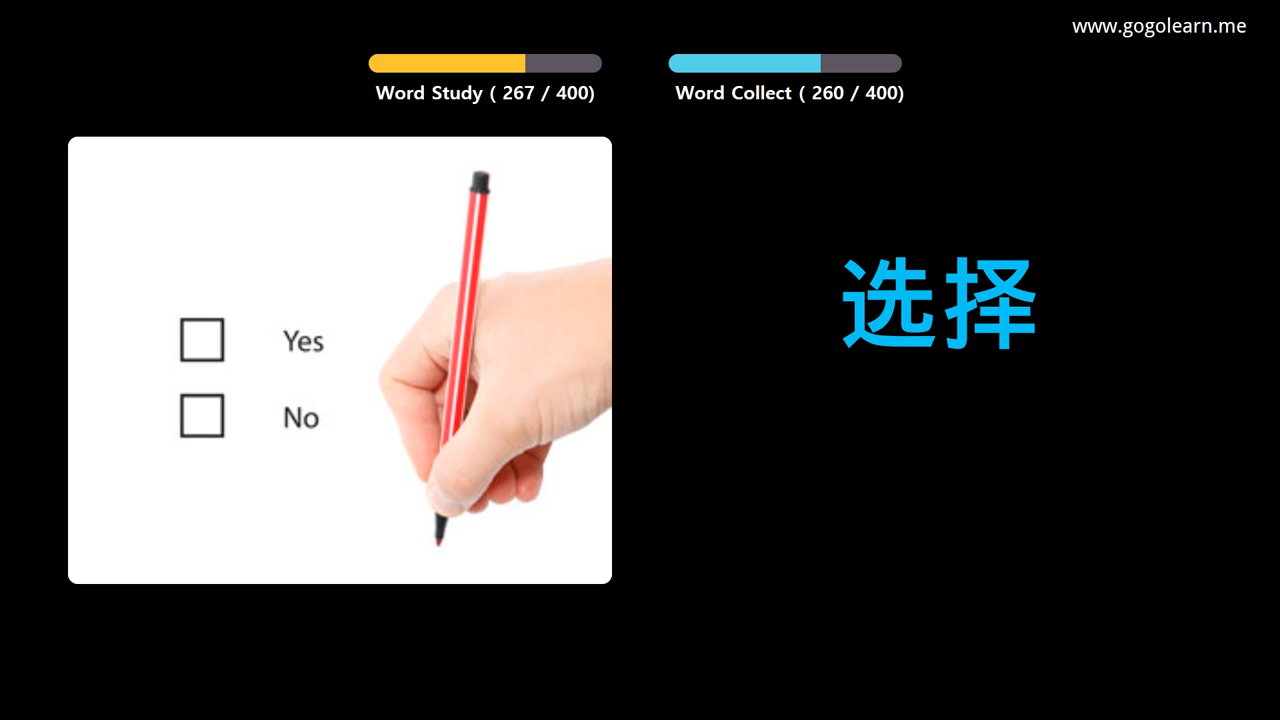 www.gogolearn.me
Word Study ( 267 / 400)
Word Collect ( 260 / 400)
选择
Yes
No